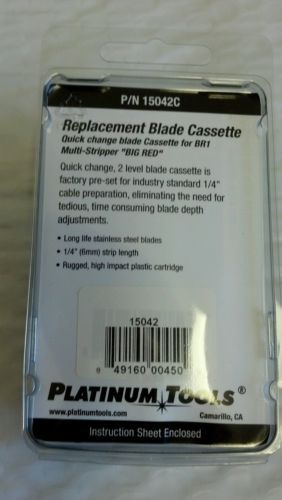 P/N 15042C
Replacement Blade Cassette
Quick change blade Cassette for BR1
Multi-Stripper "BIG RED"
Quick change, 2 level blade cassette is
factory pre-set for industry standard 1/4"
cable preparation, eliminating the need for
tedious, time consuming blade depth
adjustments.
• Long life stainless steel blades
• 1/4" (6mm) strip length
• Rugged, high impact plastic cartridge
15042
49160 00450
PLATINUM TOOLS®
www.platinumtools.com Camarillo, CA
Instruction Sheet Enclosed